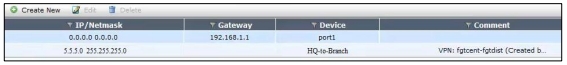 Create New Edit Delete
IP/Netmask Gateway Device Comment
0.0.0.0 0.0.0.0 192.168.1.1 port1
5.5.5.0 255.255.255.0 HQ-to-Branch VPN: fgtcent-fgtdist (Created b...